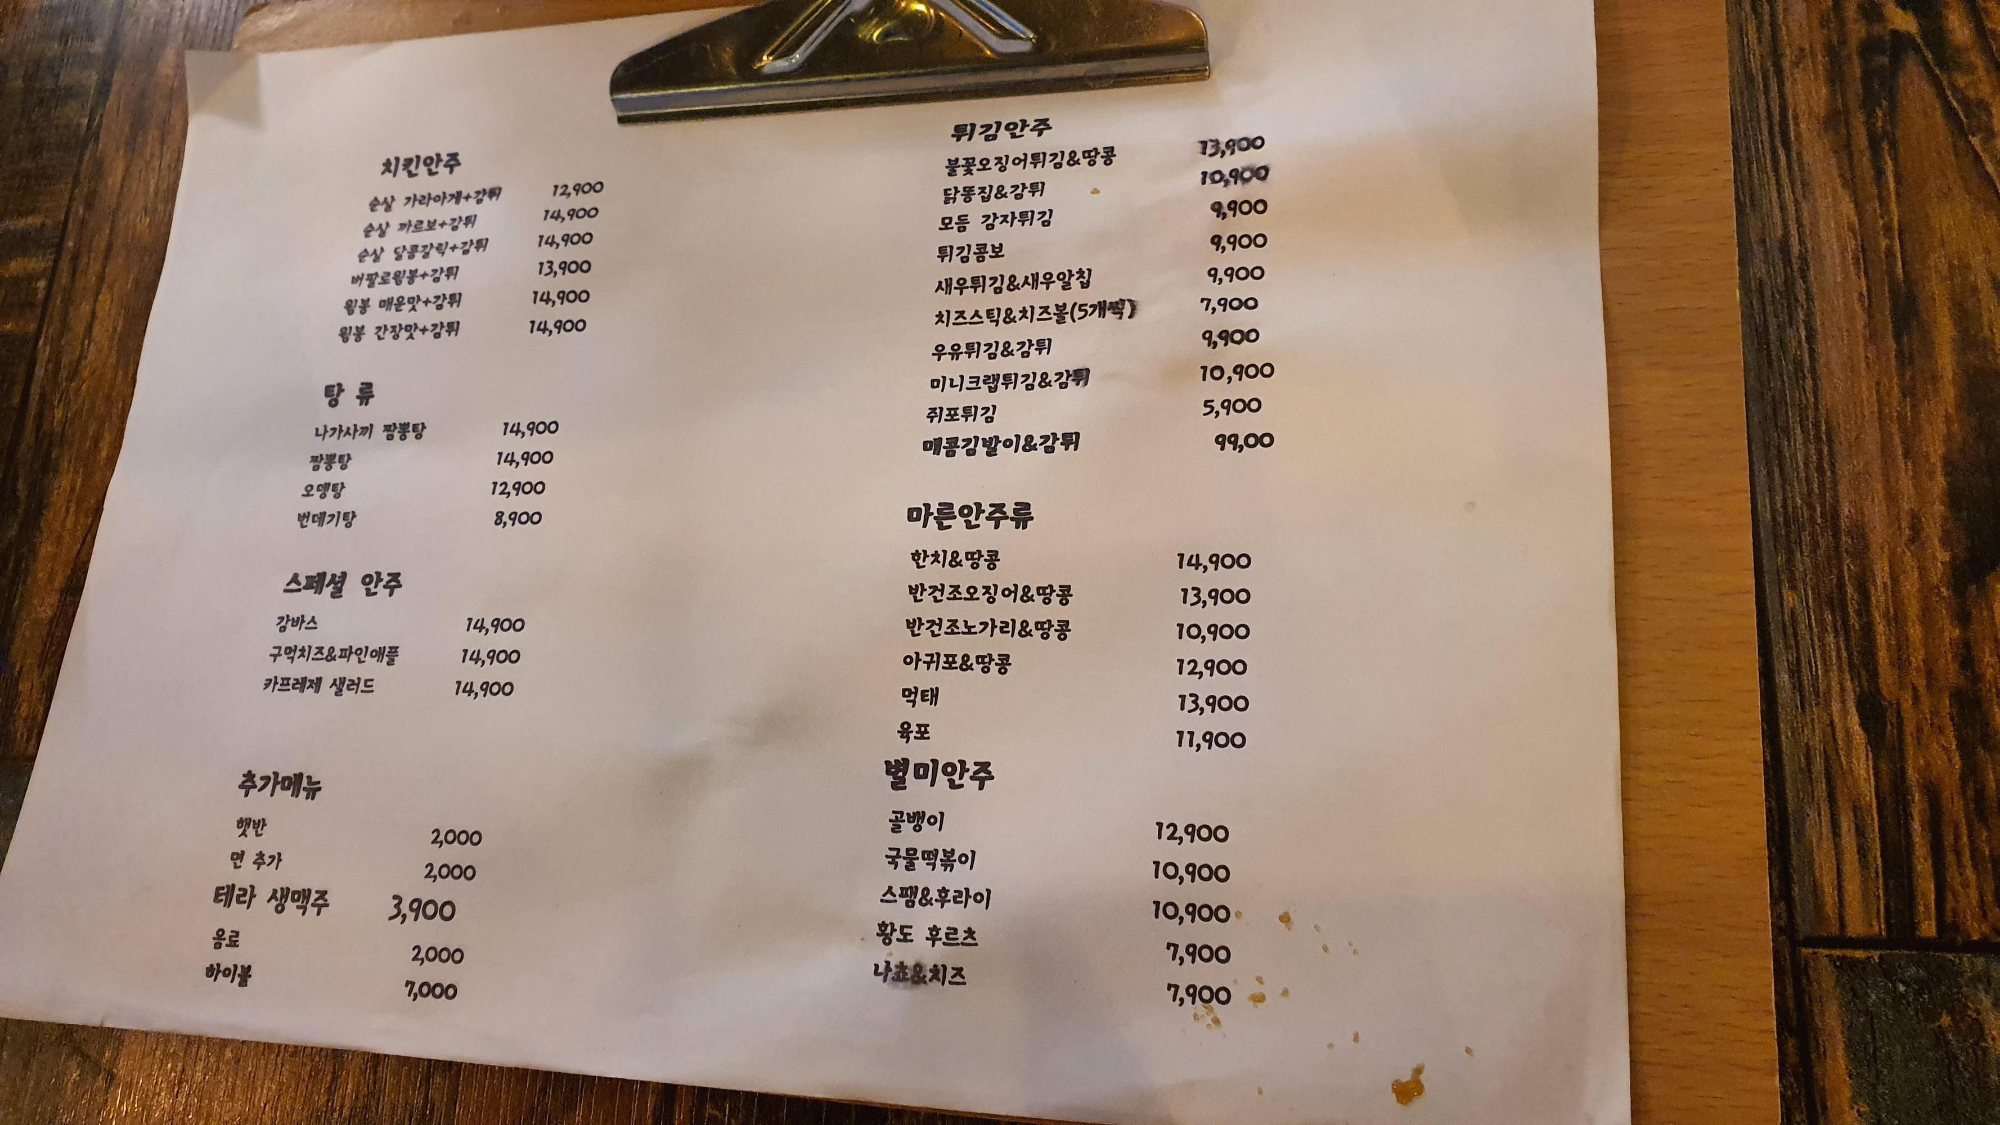 치킨안주
순살 가라아게+감튀 12,900
순살 까르보+감튀 14,900
순살 달콩갈릭+감튀 14,900
버팔로윙봉+감튀 13,900
윙봉 매운맛+감튀 14,900
윙봉 간장맛+감튀 14,900
탕 류
나가사끼 짬뽕탕 14,900
짬뽕탕 14,900
오뎅탕 12,900
번데기탕 8,900
스페셜 안주
감바스 14,900
구먹치즈&파인애플 14,900
카프레제 샐러드 14,900
추가메뉴
햇반 2,000
면 추가 2,000
테라 생맥주 3,900
음료 2,000
하이볼 7,000
튀김안주
불꽃오징어튀김&땅콩 13,900
닭똥집&감튀 10,900
모듬 감자튀김 9,900
튀김콤보 9,900
새우튀김&새우알칩 9,900
치즈스틱&치즈볼(5개씩) 7,900
우유튀김&감튀 9,900
미니크랩튀김&감튀 10,900
쥐포튀김 5,900
매콤김말이&감튀 99,00
마른안주류
한치&땅콩 14,900
반건조오징어&땅콩 13,900
반건조노가리&땅콩 10,900
아귀포&땅콩 12,900
먹태 13,900
육포 11,900
별미안주
골뱅이 12,900
국물떡볶이 10,900
스팸&후라이 10,900
황도 후르츠 7,900
나쵸&치즈 7,900